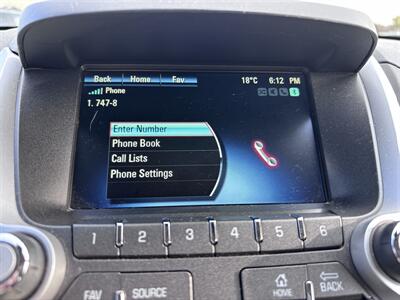 Back Home Fav 18°C 6:12 PM
Phone
1. 747-8
Enter Number
Phone Book
Call Lists
Phone Settings
1 2 3 4 5 6
FAV SOURCE HOME BACK